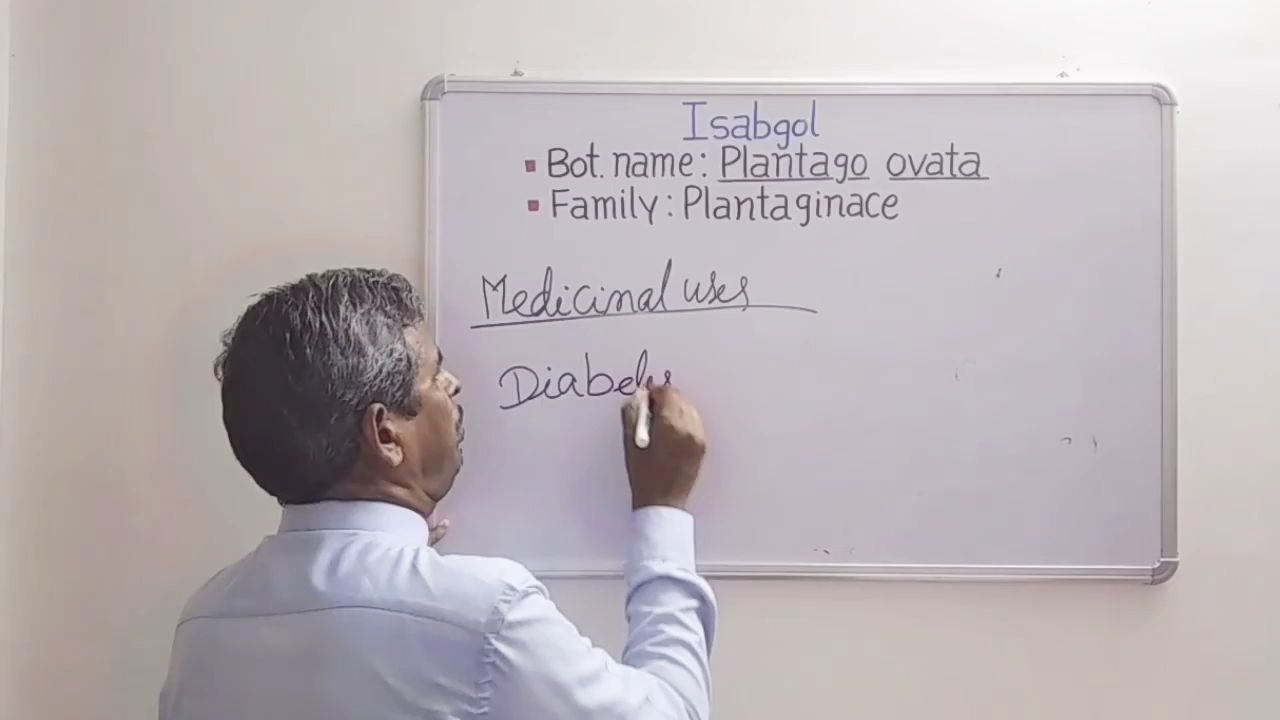 Isabgol
▪ Bot. name: Plantago ovata
▪ Family: Plantaginace
Medicinal uses